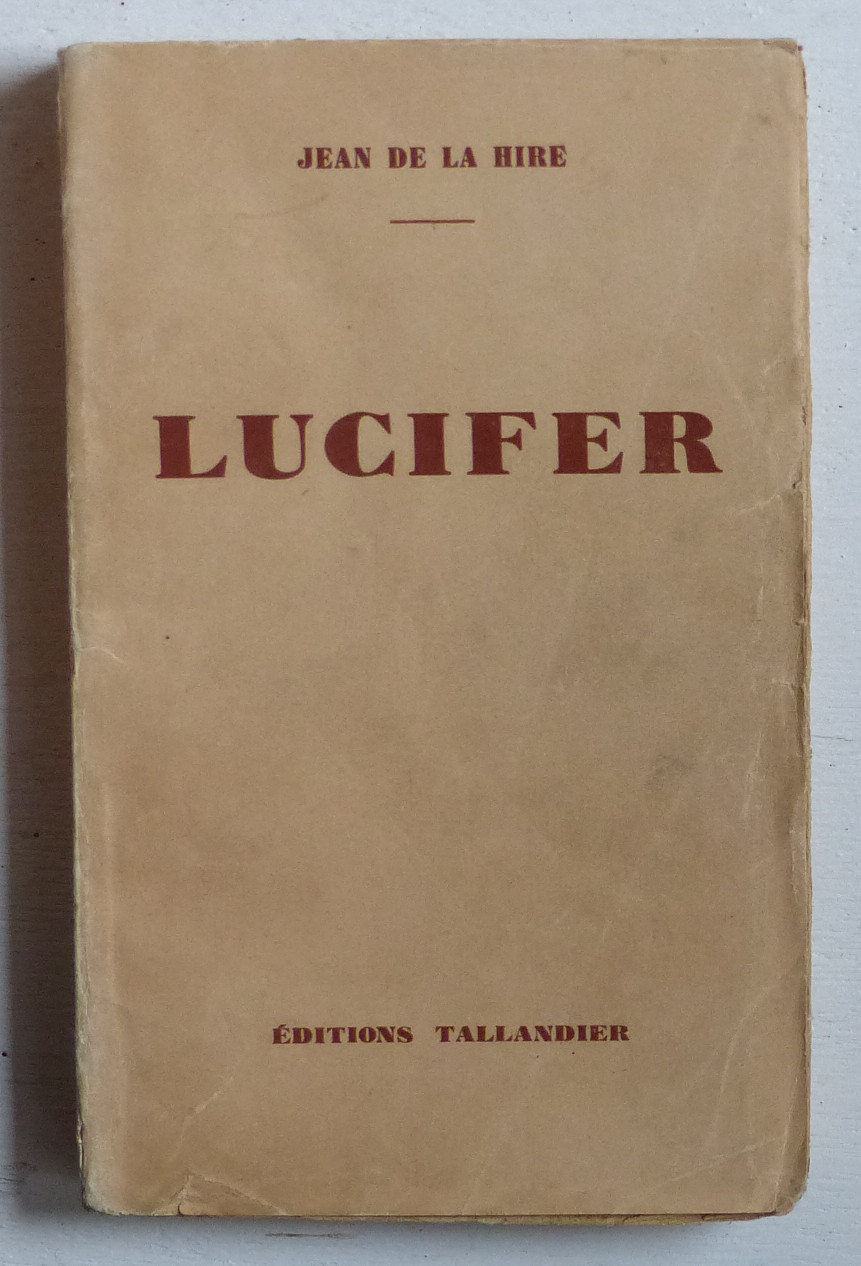 JEAN DE LA HIRE
LUCIFER
ÉDITIONS TALLANDIER